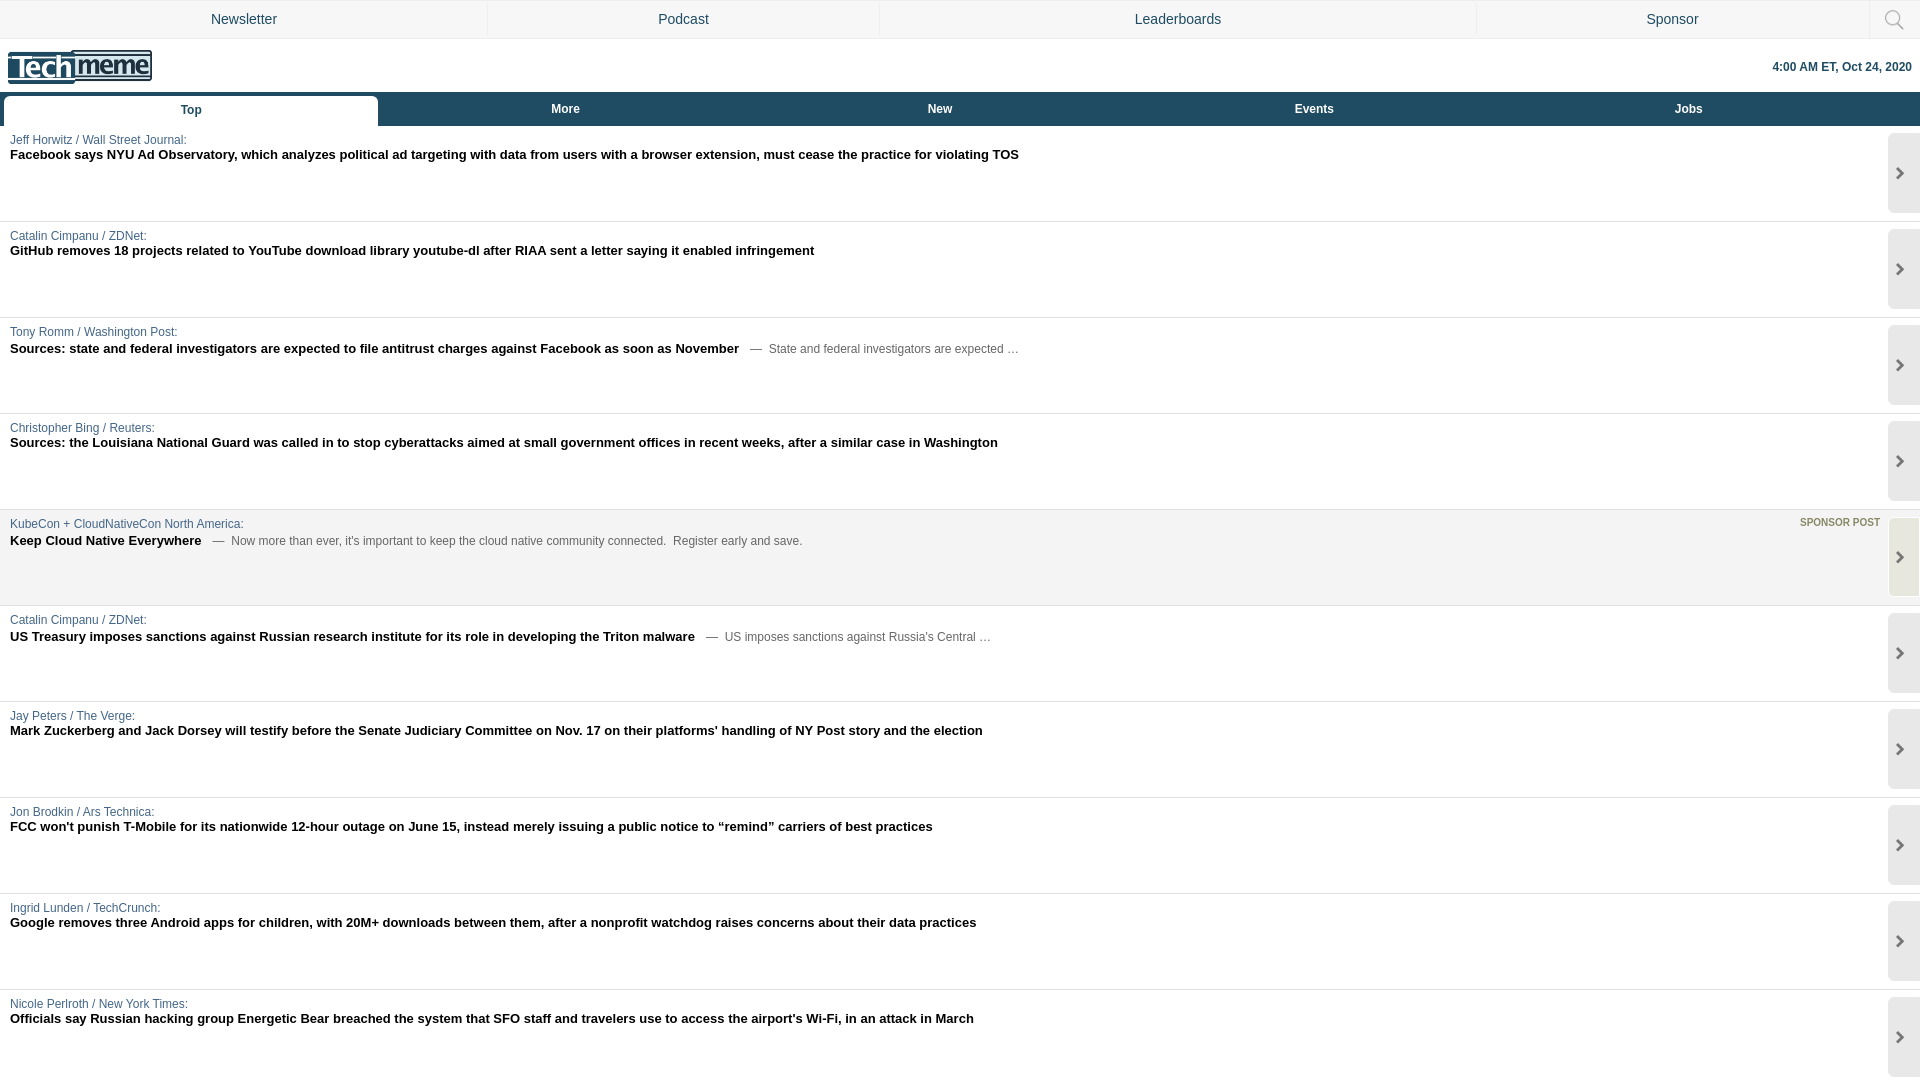 Newsletter
Podcast
Leaderboards
Sponsor
Techmeme
4:00 AM ET, Oct 24, 2020
Top
More
New
Events
Jobs
Jeff Horwitz / Wall Street Journal:
Facebook says NYU Ad Observatory, which analyzes political ad targeting with data from users with a browser extension, must cease the practice for violating TOS
Catalin Cimpanu / ZDNet:
GitHub removes 18 projects related to YouTube download library youtube-dl after RIAA sent a letter saying it enabled infringement
Tony Romm / Washington Post:
Sources: state and federal investigators are expected to file antitrust charges against Facebook as soon as November — State and federal investigators are expected …
Christopher Bing / Reuters:
Sources: the Louisiana National Guard was called in to stop cyberattacks aimed at small government offices in recent weeks, after a similar case in Washington
KubeCon + CloudNativeCon North America:
SPONSOR POST
Keep Cloud Native Everywhere — Now more than ever, it's important to keep the cloud native community connected. Register early and save.
Catalin Cimpanu / ZDNet:
US Treasury imposes sanctions against Russian research institute for its role in developing the Triton malware — US imposes sanctions against Russia's Central …
Jay Peters / The Verge:
Mark Zuckerberg and Jack Dorsey will testify before the Senate Judiciary Committee on Nov. 17 on their platforms' handling of NY Post story and the election
Jon Brodkin / Ars Technica:
FCC won't punish T-Mobile for its nationwide 12-hour outage on June 15, instead merely issuing a public notice to “remind” carriers of best practices
Ingrid Lunden / TechCrunch:
Google removes three Android apps for children, with 20M+ downloads between them, after a nonprofit watchdog raises concerns about their data practices
Nicole Perlroth / New York Times:
Officials say Russian hacking group Energetic Bear breached the system that SFO staff and travelers use to access the airport's Wi-Fi, in an attack in March